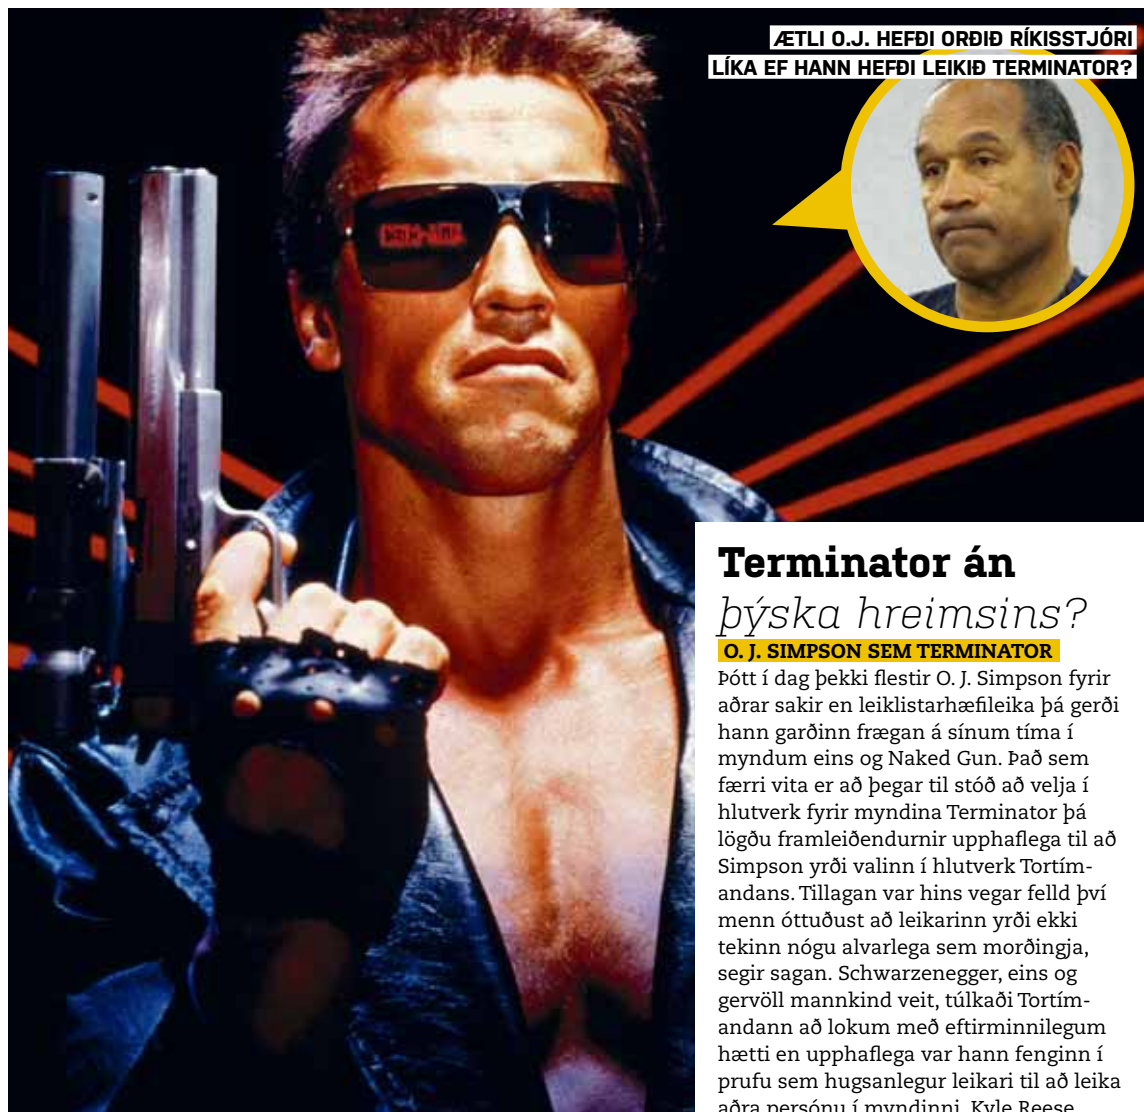 ÆTLI O.J. HEFÐI ORÐIÐ RÍKISSTJÓRI
LÍKA EF HANN HEFÐI LEIKIÐ TERMINATOR?
Terminator án
þýska hreimsins?
O. J. SIMPSON SEM TERMINATOR
Þótt í dag þekki flestir O. J. Simpson fyrir
aðrar sakir en leiklistarhæfileika þá gerði
hann garðinn frægan á sínum tíma í
myndum eins og Naked Gun. Það sem
færri vita er að þegar til stóð að velja í
hlutverk fyrir myndina Terminator þá
lögðu framleiðendurnir upphaflega til að
Simpson yrði valinn í hlutverk Tortím-
andans. Tillagan var hins vegar felld því
menn óttuðust að leikarinn yrði ekki
tekinn nógu alvarlega sem morðingja,
segir sagan. Schwarzenegger, eins og
gervöll mannkind veit, túlkaði Tortím-
andann að lokum með eftirminnilegum
hætti en upphaflega var hann fenginn í
prufu sem hugsanlegur leikari til að leika
aðra persónu í myndinni, Kyle Reese